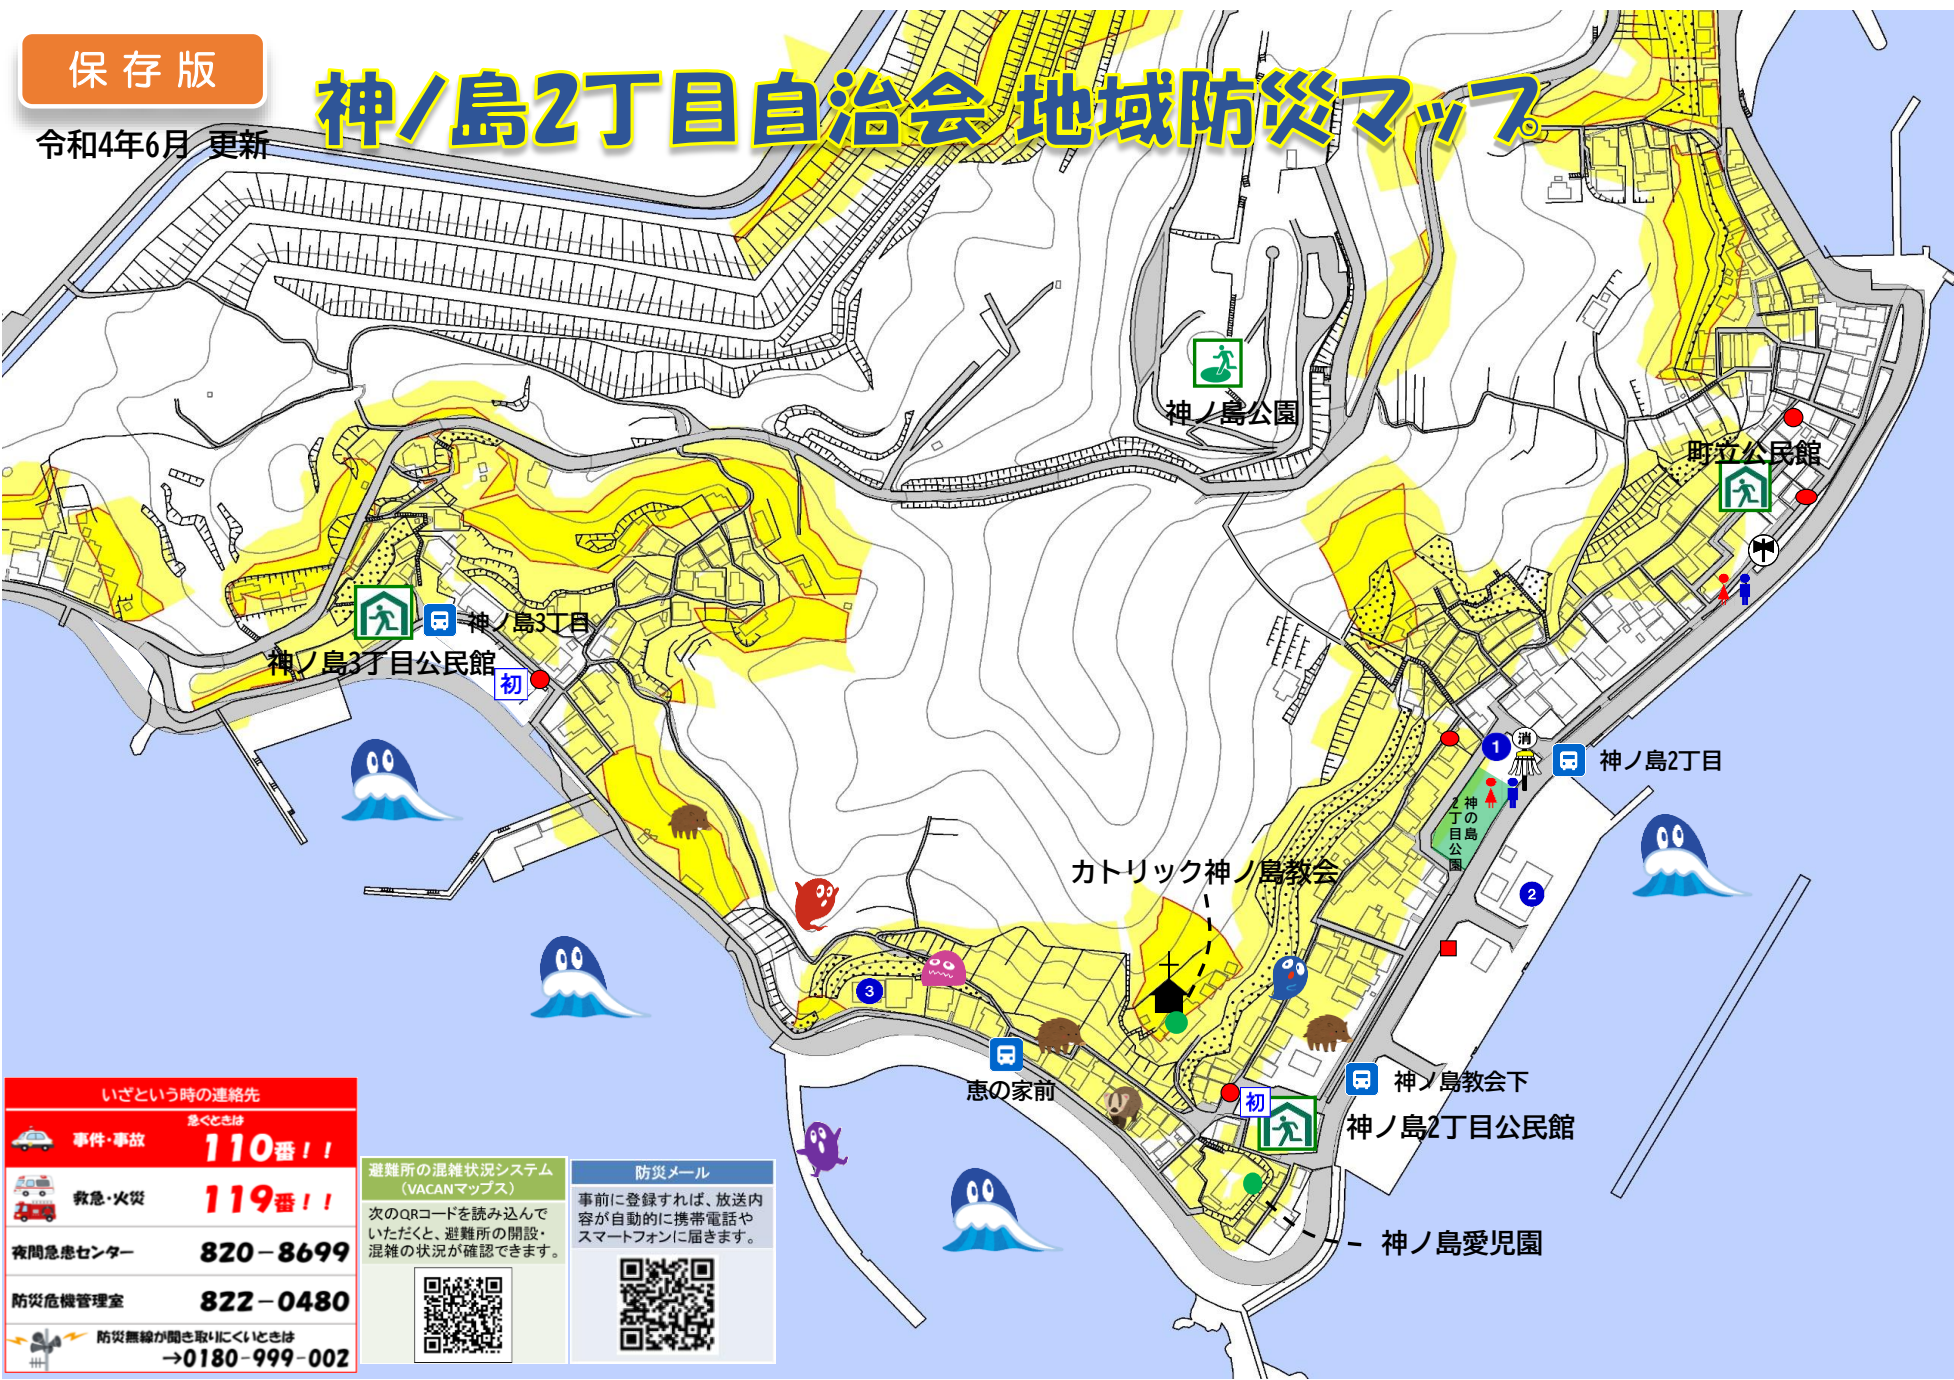 保存版
令和4年6月 更新
神ノ島2丁目自治会 地域防災マップ
神ノ島公園
町立公民館
神ノ島3丁目
神ノ島3丁目公民館
初
1
消
神ノ島2丁目
神の島
2丁目公園
2
カトリック神ノ島教会
3
恵の家前
初
神ノ島教会下
神ノ島2丁目公民館
神ノ島愛児園
いざという時の連絡先
事件・事故
急ぐときは
110番!!
救急・火災
119番!!
夜間急患センター
820-8699
防災危機管理室
822-0480
防災無線が聞き取りにくいときは
→0180-999-002
避難所の混雑状況システム
(VACANマップス)
次のQRコードを読み込んで
いただくと、避難所の開設・
混雑の状況が確認できます。
防災メール
事前に登録すれば、放送内
容が自動的に携帯電話や
スマートフォンに届きます。